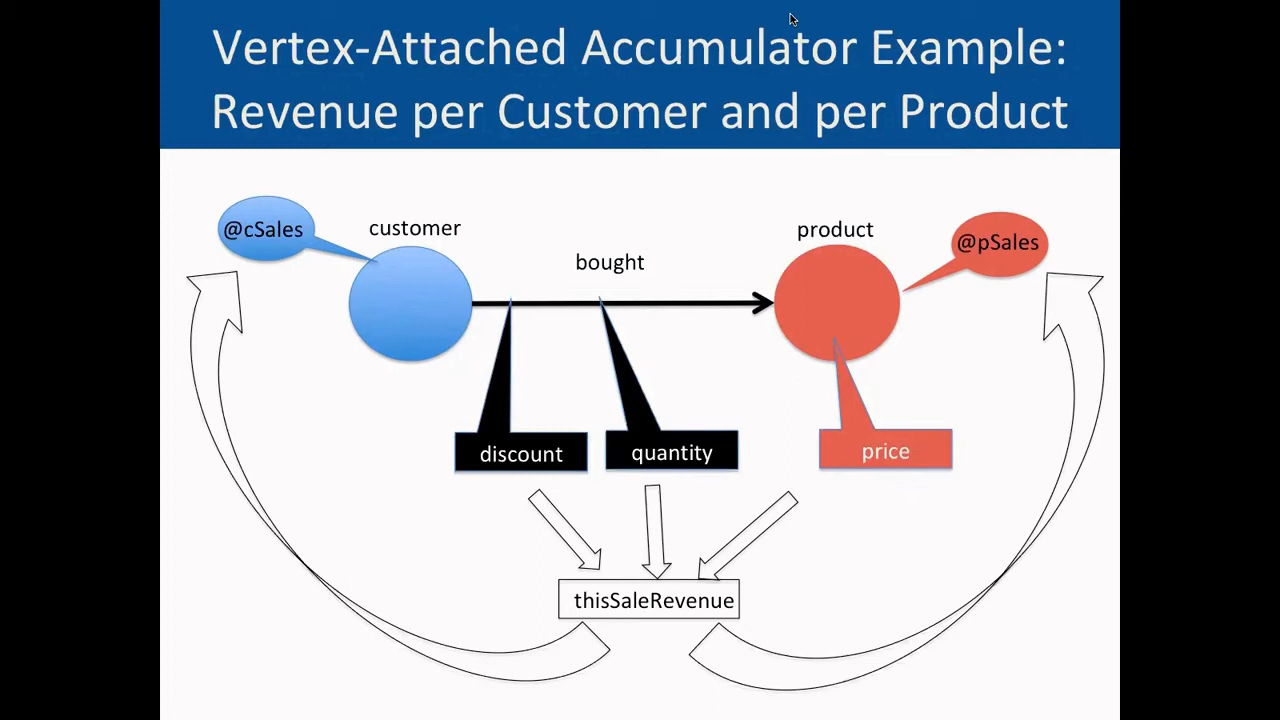 Vertex-Attached Accumulator Example:
Revenue per Customer and per Product
@cSales
customer
product
@pSales
bought
discount
quantity
price
thisSaleRevenue